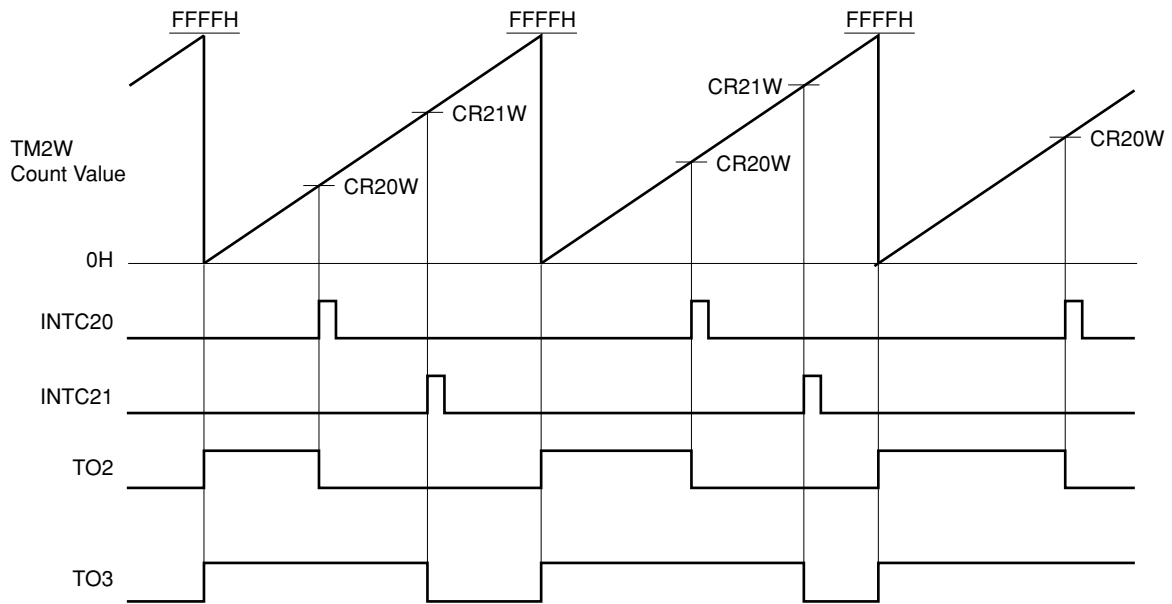 FFFFH FFFFH FFFFH
CR21W
CR21W
CR20W
TM2W
Count Value
CR20W
CR20W
0H
INTC20
INTC21
TO2
TO3